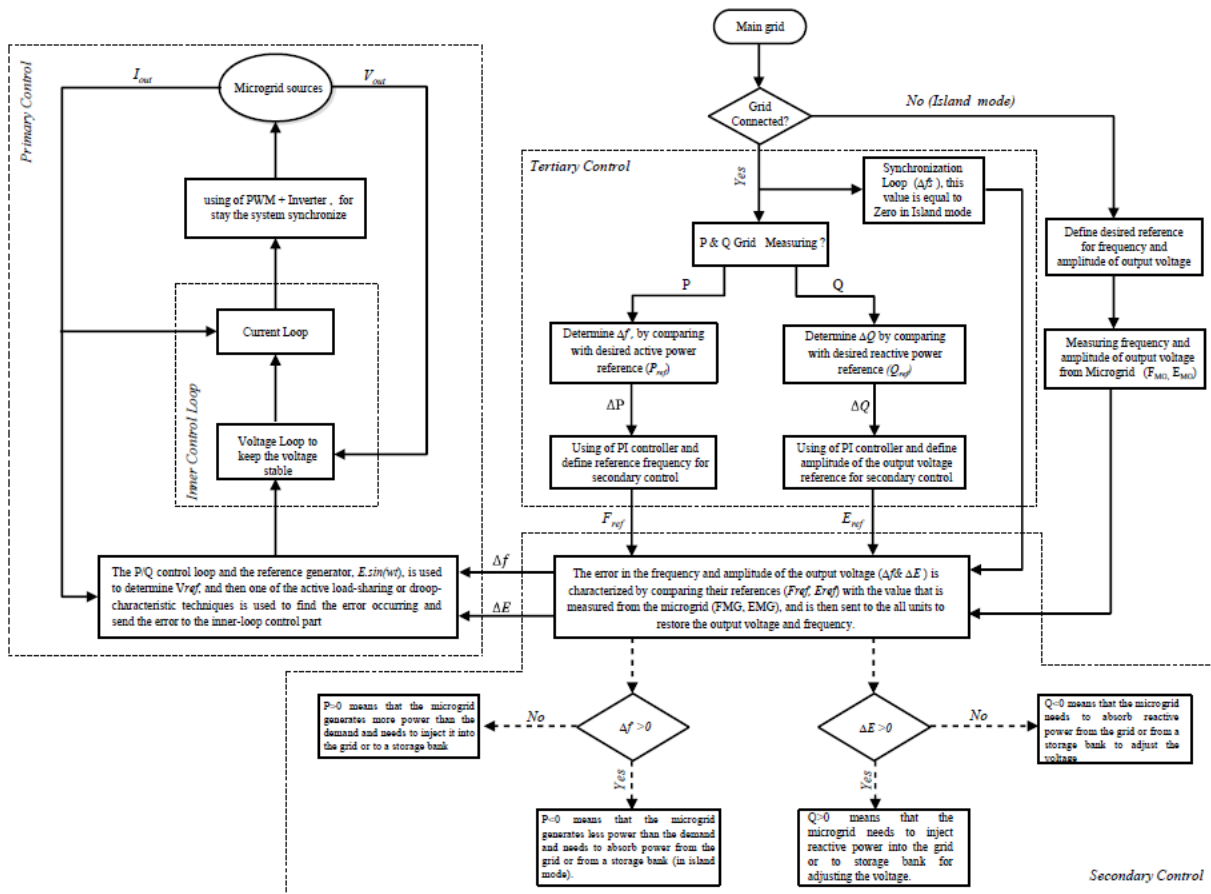 Main grid
Grid
Connected?
No (Island mode)
Yes
Primary Control
I out
Microgrid sources
V out
using of PWM + Inverter , for
stay the system synchronize
Current Loop
Inner Control Loop
Voltage Loop to
keep the voltage
stable
The P/Q control loop and the reference generator, E.sin(wt), is used
to determine Vref, and then one of the active load-sharing or droop-
characteristic techniques is used to find the error occurring and
send the error to the inner-loop control part
Tertiary Control
Synchronization
Loop (Δfs ), this
value is equal to
Zero in Island mode
P & Q Grid Measuring ?
P
Q
Determine Δf, by comparing
with desired active power
reference (Pref)
Determine ΔQ by comparing
with desired reactive power
reference (Qref)
ΔP
ΔQ
Using of PI controller and
define reference frequency for
secondary control
Using of PI controller and define
amplitude of the output voltage
reference for secondary control
F ref
E ref
Define desired reference
for frequency and
amplitude of output voltage
Measuring frequency and
amplitude of output voltage
from Microgrid (FMG, EMG)
Δf
ΔE
The error in the frequency and amplitude of the output voltage (Δf& ΔE ) is
characterized by comparing their references (Fref, Eref) with the value that is
measured from the microgrid (FMG, EMG), and is then sent to the all units to
restore the output voltage and frequency.
P>0 means that the microgrid
generates more power than the
demand and needs to inject it into
the grid or to a storage bank
No
Δf >0
Yes
P<0 means that the microgrid
generates less power than the demand
and needs to absorb power from the
grid or from a storage bank (in island
mode).
ΔE >0
No
Q<0 means that the microgrid
needs to absorb reactive
power from the grid or from a
storage bank to adjust the
voltage
Yes
Q>0 means that the
microgrid needs to inject
reactive power into the grid
or to storage bank for
adjusting the voltage.
Secondary Control